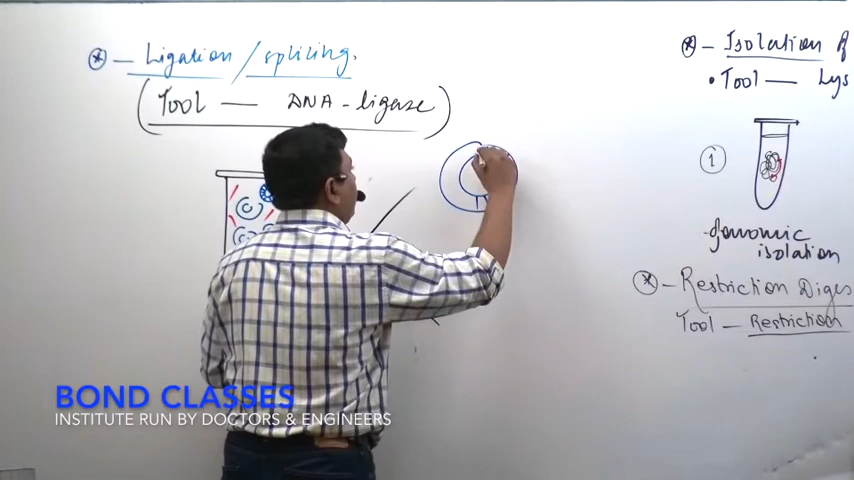 * - Ligation / splicing.
(Tool — DNA - ligase)
* - Isolation of
• Tool — Lys
1
genomic
isolation
* - Restriction Diges
Tool - Restriction
BOND CLASSES
INSTITUTE RUN BY DOCTORS & ENGINEERS